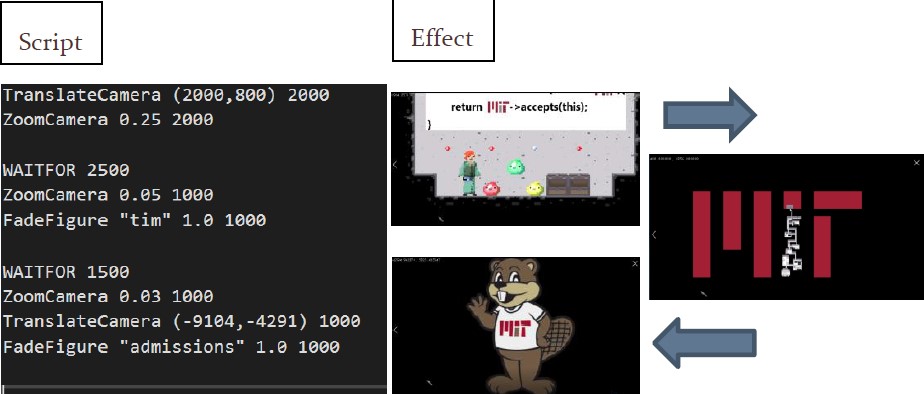 Script
Effect
TranslateCamera (2000,800) 2000
ZoomCamera 0.25 2000
WAITFOR 2500
ZoomCamera 0.05 1000
FadeFigure "tim" 1.0 1000
WAITFOR 1500
ZoomCamera 0.03 1000
TranslateCamera (-9104,-4291) 1000
FadeFigure "admissions" 1.0 1000
return MIT->accepts(this);
}
MIT
MIT